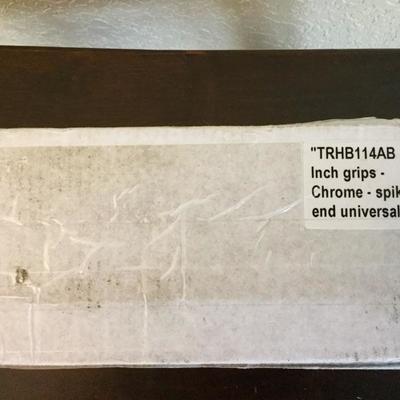 "TRHB114AB
Inch grips -
Chrome - spik
end universal